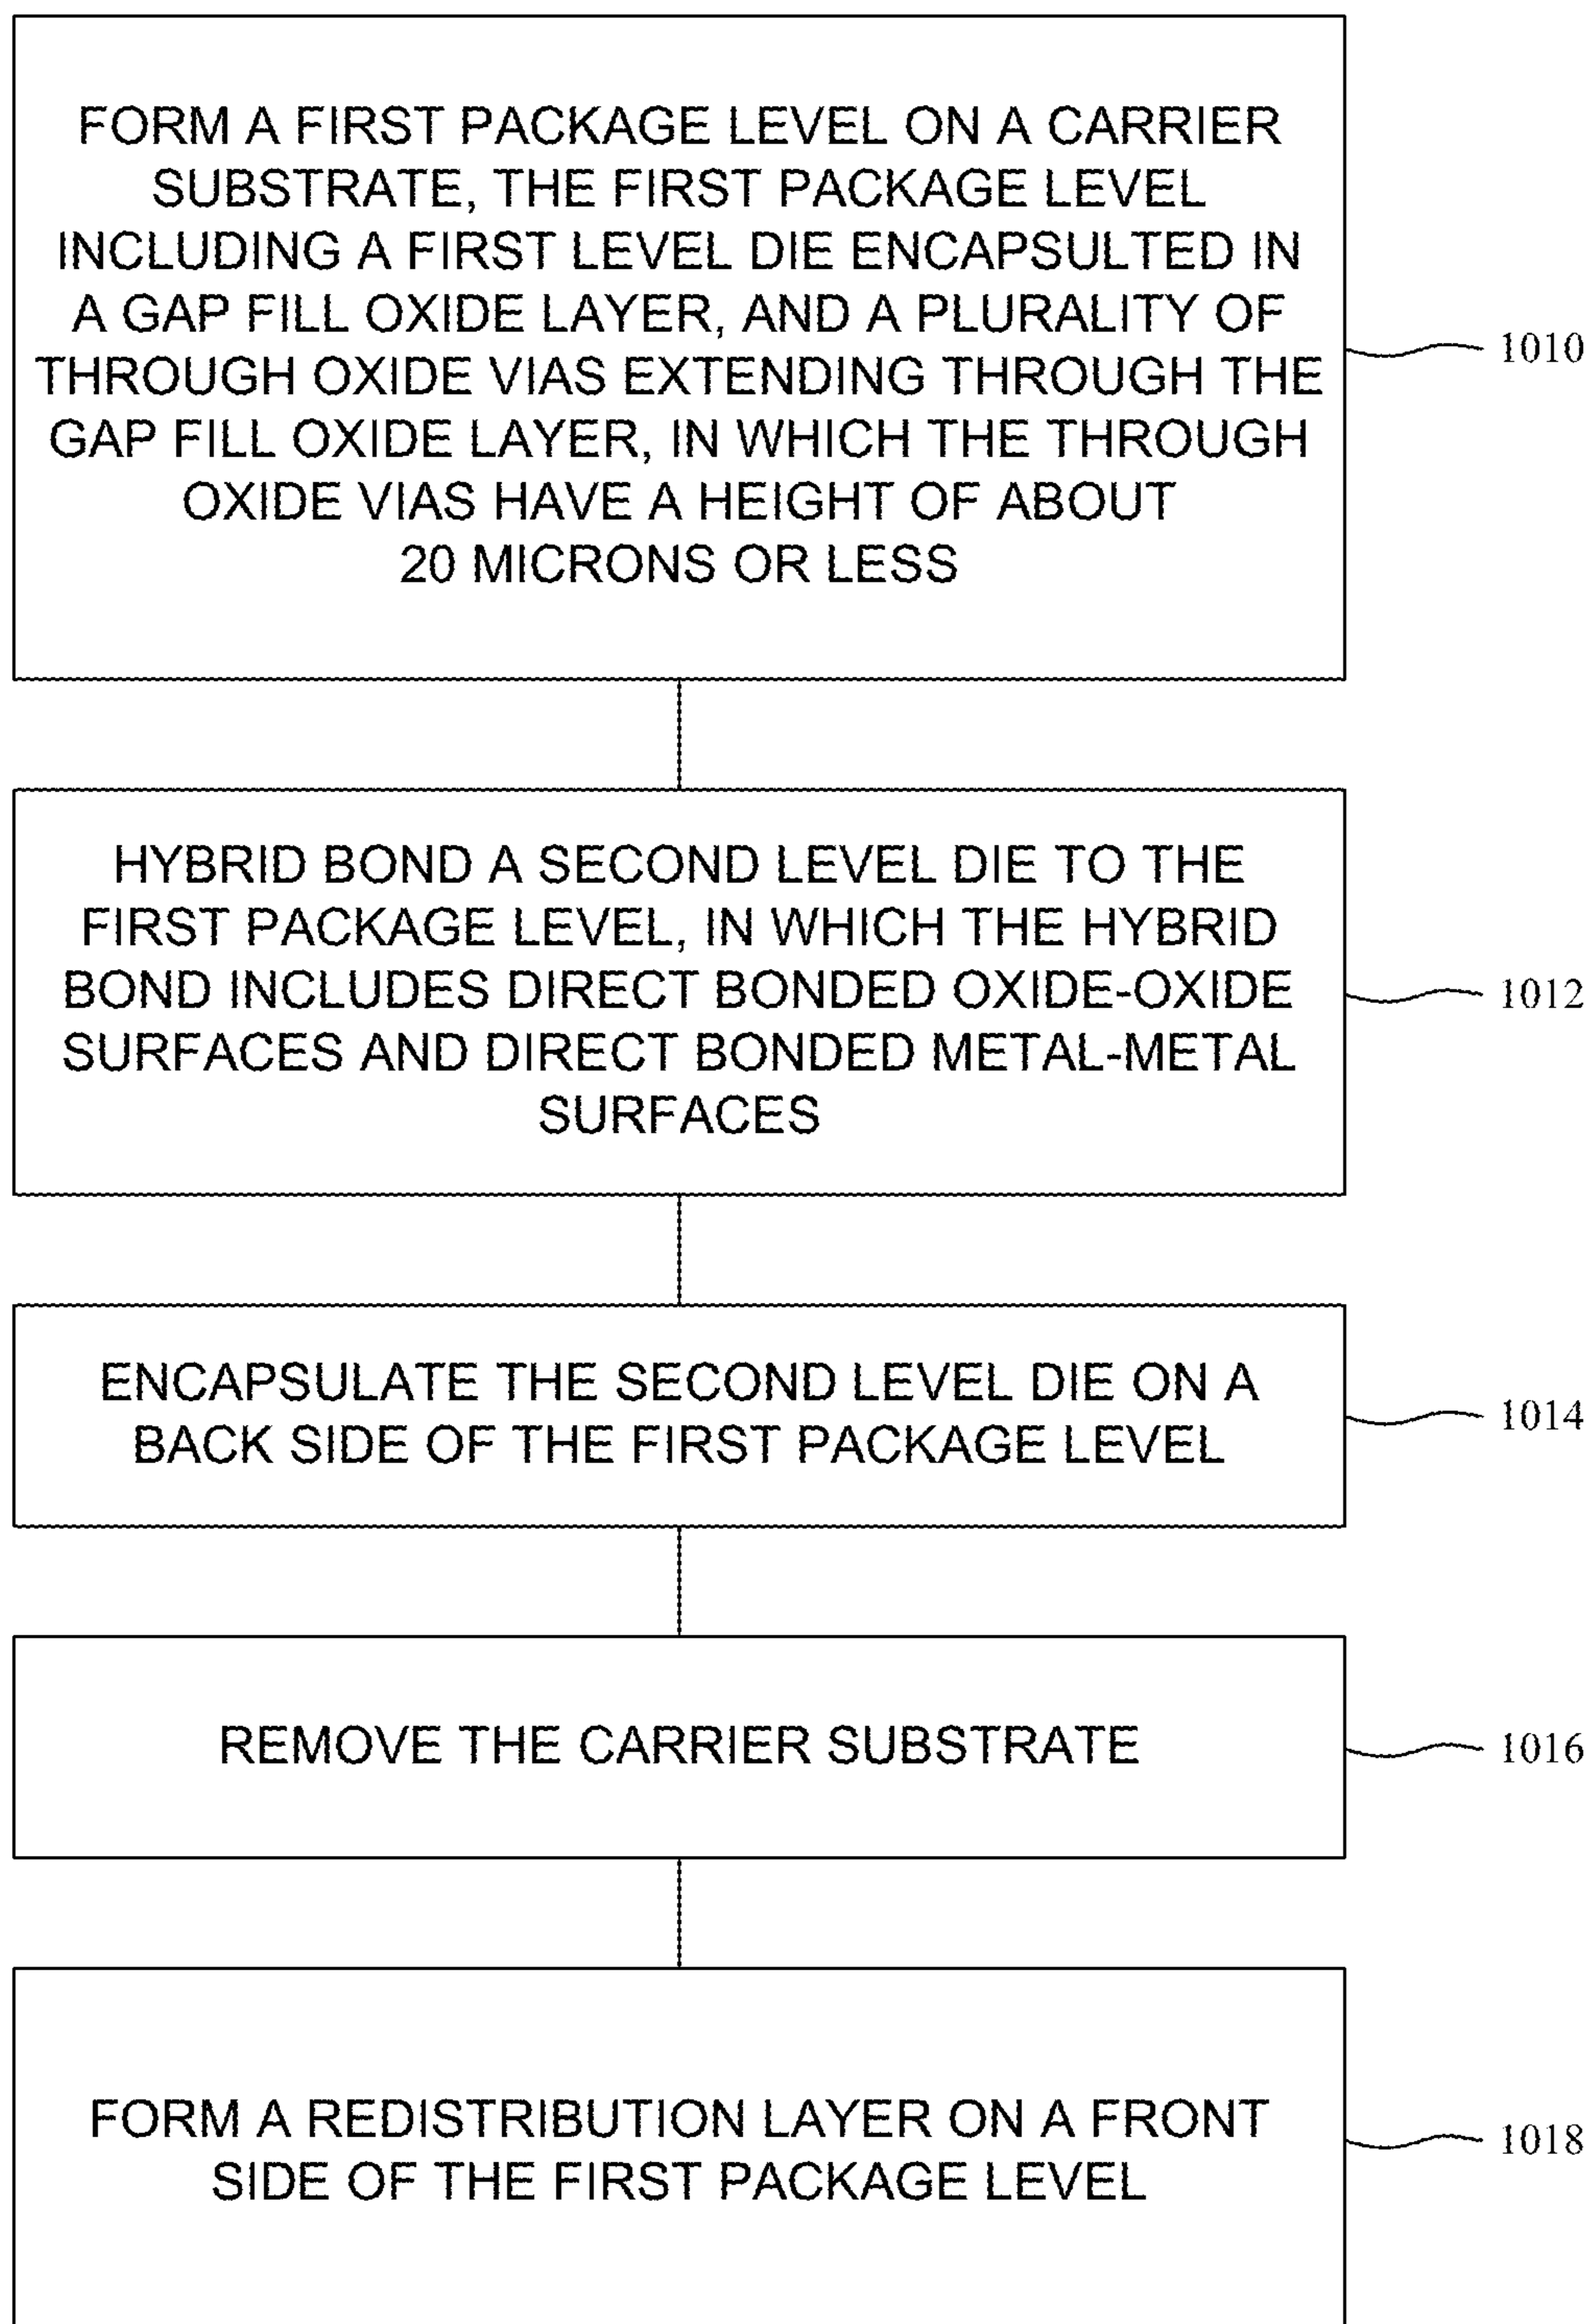 FORM A FIRST PACKAGE LEVEL ON A CARRIER
SUBSTRATE, THE FIRST PACKAGE LEVEL
INCLUDING A FIRST LEVEL DIE ENCAPSULTED IN
A GAP FILL OXIDE LAYER, AND A PLURALITY OF
THROUGH OXIDE VIAS EXTENDING THROUGH THE
GAP FILL OXIDE LAYER, IN WHICH THE THROUGH
OXIDE VIAS HAVE A HEIGHT OF ABOUT
20 MICRONS OR LESS
1010
HYBRID BOND A SECOND LEVEL DIE TO THE
FIRST PACKAGE LEVEL, IN WHICH THE HYBRID
BOND INCLUDES DIRECT BONDED OXIDE-OXIDE
SURFACES AND DIRECT BONDED METAL-METAL
SURFACES
1012
ENCAPSULATE THE SECOND LEVEL DIE ON A
BACK SIDE OF THE FIRST PACKAGE LEVEL
1014
REMOVE THE CARRIER SUBSTRATE
1016
FORM A REDISTRIBUTION LAYER ON A FRONT
SIDE OF THE FIRST PACKAGE LEVEL
1018